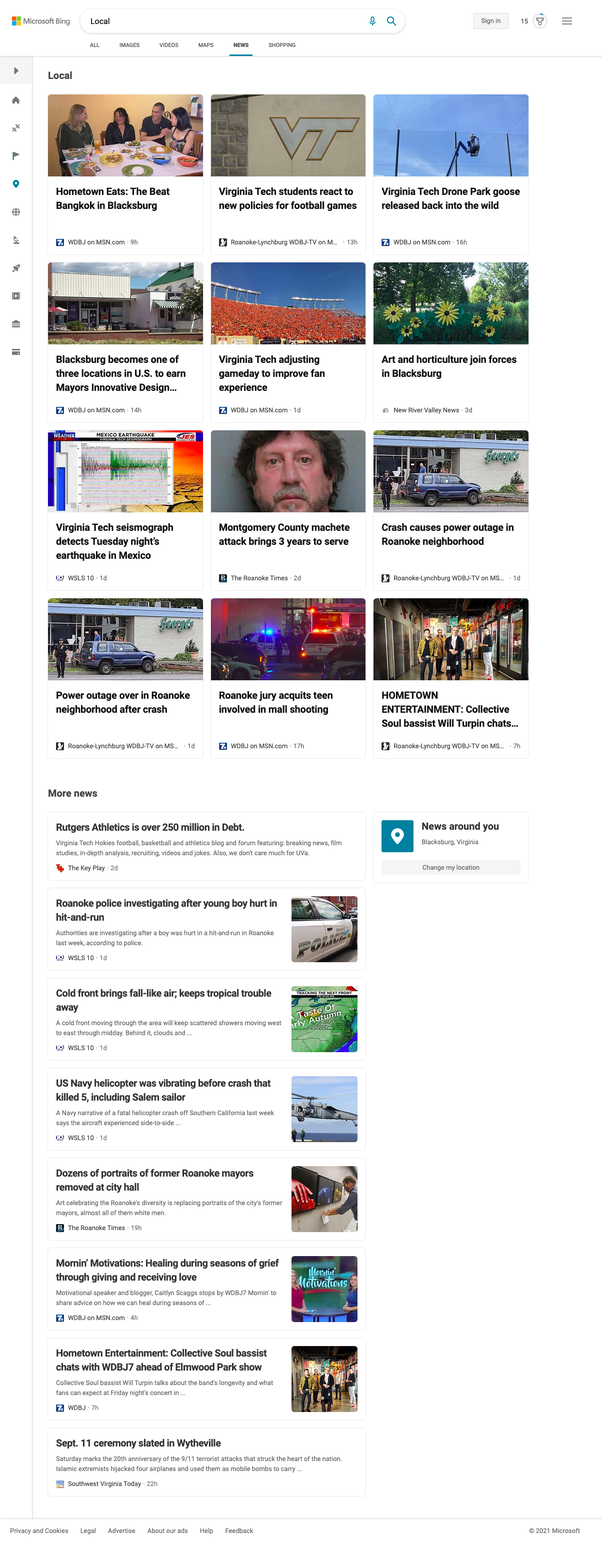 Microsoft Bing
Local
Sign in
15
ALL IMAGES VIDEOS MAPS NEWS SHOPPING
Local
VT
Hometown Eats: The Beat
Bangkok in Blacksburg
WDBJ on MSN.com · 9h
Virginia Tech students react to
new policies for football games
Roanoke-Lynchburg WDBJ-TV on M... · 13h
Virginia Tech Drone Park goose
released back into the wild
WDBJ on MSN.com · 16h
Blacksburg becomes one of
three locations in U.S. to earn
Mayors Innovative Design...
WDBJ on MSN.com · 14h
Virginia Tech adjusting
gameday to improve fan
experience
WDBJ on MSN.com · 1d
Art and horticulture join forces
in Blacksburg
New River Valley News · 3d
WEATHER
MEXICO EARTHQUAKE
VIRGINIA TECH SEISMOGRAPH
Virginia Tech seismograph
detects Tuesday night's
earthquake in Mexico
WSLS 10 · 1d
Montgomery County machete
attack brings 3 years to serve
The Roanoke Times · 2d
George's
Crash causes power outage in
Roanoke neighborhood
Roanoke-Lynchburg WDBJ-TV on MS... · 1d
George's
Power outage over in Roanoke
neighborhood after crash
Roanoke-Lynchburg WDBJ-TV on MS... · 1d
Roanoke jury acquits teen
involved in mall shooting
WDBJ on MSN.com · 17h
HOMETOWN
ENTERTAINMENT: Collective
Soul bassist Will Turpin chats...
Roanoke-Lynchburg WDBJ-TV on MS... · 7h
More news
Rutgers Athletics is over 250 million in Debt.
Virginia Tech Hokies football, basketball and athletics blog and forum featuring: breaking news, film
studies, in-depth analysis, recruiting, videos and jokes. Also, we don't care much for UVa.
The Key Play · 2d
News around you
Blacksburg, Virginia
Change my location
Roanoke police investigating after young boy hurt in
hit-and-run
Authorities are investigating after a boy was hurt in a hit-and-run in Roanoke
last week, according to police.
WSLS 10 · 1d
POLICE
Cold front brings fall-like air; keeps tropical trouble
away
A cold front moving through the area will keep scattered showers moving west
to east through midday. Behind it, clouds and ...
WSLS 10 · 1d
TRACKING THE NEXT FRONT
Taste Of
Early Autumn
US Navy helicopter was vibrating before crash that
killed 5, including Salem sailor
A Navy narrative of a fatal helicopter crash off Southern California last week
says the aircraft experienced side-to-side ...
WSLS 10 · 1d
Dozens of portraits of former Roanoke mayors
removed at city hall
Art celebrating the Roanoke's diversity is replacing portraits of the city's former
mayors, almost all of them white men.
The Roanoke Times · 19h
Mornin' Motivations: Healing during seasons of grief
through giving and receiving love
Motivational speaker and blogger, Caitlyn Scaggs stops by WDBJ7 Mornin' to
share advice on how we can heal during seasons of ...
WDBJ on MSN.com · 4h
Mornin'
Motivations
Hometown Entertainment: Collective Soul bassist
chats with WDBJ7 ahead of Elmwood Park show
Collective Soul bassist Will Turpin talks about the band's longevity and what
fans can expect at Friday night's concert in ...
WDBJ · 7h
Sept. 11 ceremony slated in Wytheville
Saturday marks the 20th anniversary of the 9/11 terrorist attacks that struck the heart of the nation.
Islamic extremists hijacked four airplanes and used them as mobile bombs to carry ...
Southwest Virginia Today · 22h
Privacy and Cookies Legal Advertise About our ads Help Feedback © 2021 Microsoft